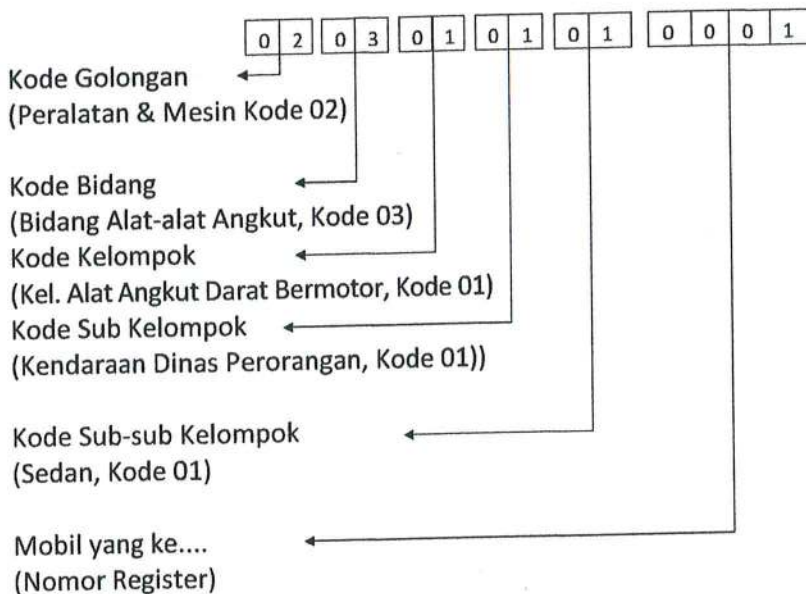 0 2 0 3 0 1 0 1 0 1 0 0 0 1
Kode Golongan
(Peralatan & Mesin Kode 02)
Kode Bidang
(Bidang Alat-alat Angkut, Kode 03)
Kode Kelompok
(Kel. Alat Angkut Darat Bermotor, Kode 01)
Kode Sub Kelompok
(Kendaraan Dinas Perorangan, Kode 01))
Kode Sub-sub Kelompok
(Sedan, Kode 01)
Mobil yang ke....
(Nomor Register)